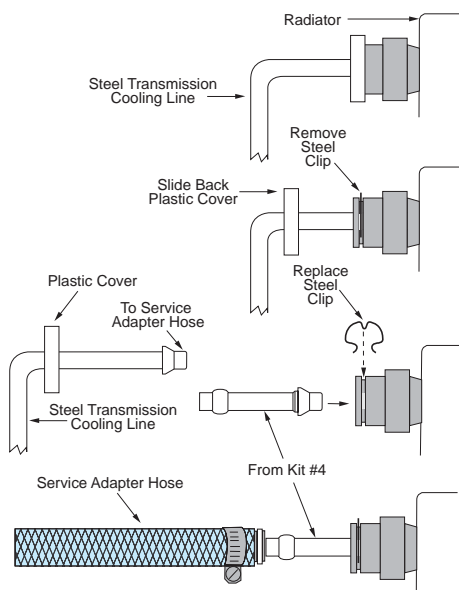 Radiator
Steel Transmission
Cooling Line
Remove
Steel
Clip
Slide Back
Plastic Cover
Replace
Steel
Clip
Plastic Cover
To Service
Adapter Hose
Steel Transmission
Cooling Line
From Kit #4
Service Adapter Hose